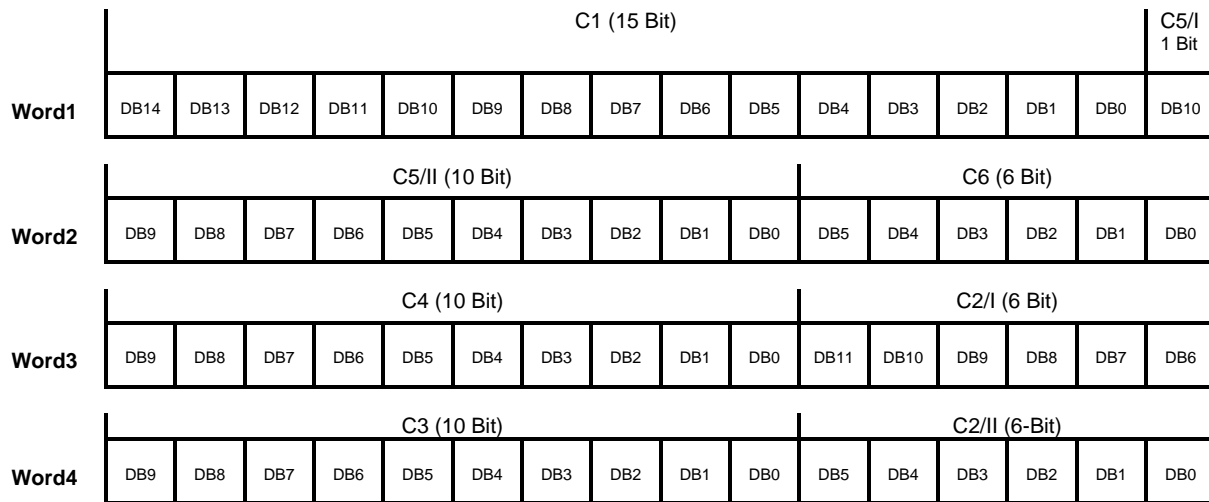 C1 (15 Bit) C5/I
1 Bit
Word1 DB14 DB13 DB12 DB11 DB10 DB9 DB8 DB7 DB6 DB5 DB4 DB3 DB2 DB1 DB0 DB10
C5/II (10 Bit) C6 (6 Bit)
Word2 DB9 DB8 DB7 DB6 DB5 DB4 DB3 DB2 DB1 DB0 DB5 DB4 DB3 DB2 DB1 DB0
C4 (10 Bit) C2/I (6 Bit)
Word3 DB9 DB8 DB7 DB6 DB5 DB4 DB3 DB2 DB1 DB0 DB11 DB10 DB9 DB8 DB7 DB6
C3 (10 Bit) C2/II (6-Bit)
Word4 DB9 DB8 DB7 DB6 DB5 DB4 DB3 DB2 DB1 DB0 DB5 DB4 DB3 DB2 DB1 DB0